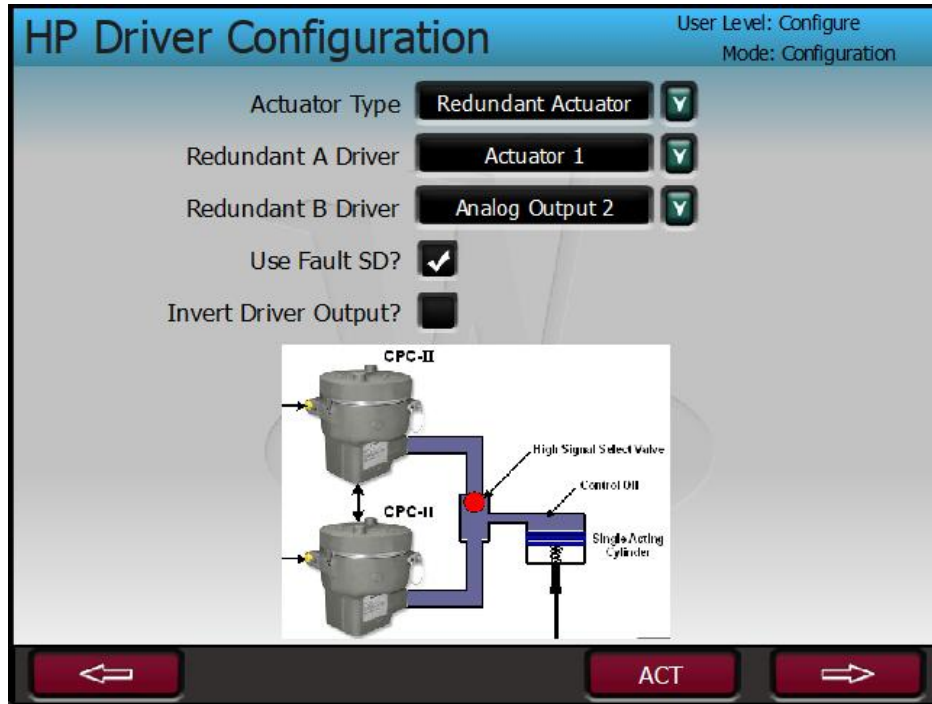 HP Driver Configuration
User Level: Configure
Mode: Configuration
Actuator Type Redundant Actuator
Redundant A Driver Actuator 1
Redundant B Driver Analog Output 2
Use Fault SD?
Invert Driver Output?
CPC-II
High Signal Select Valve
Control Oil
CPC-II
Single Acting
Cylinder
ACT